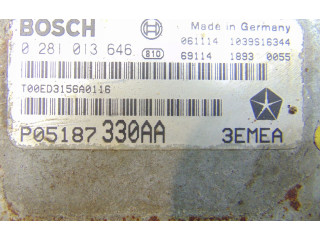 BOSCH
Made in Germany
0 281 013 646 810
061114 1039S16344
69114 1893 0055
T00ED3156A0116
P05187 330AA 3EMEA